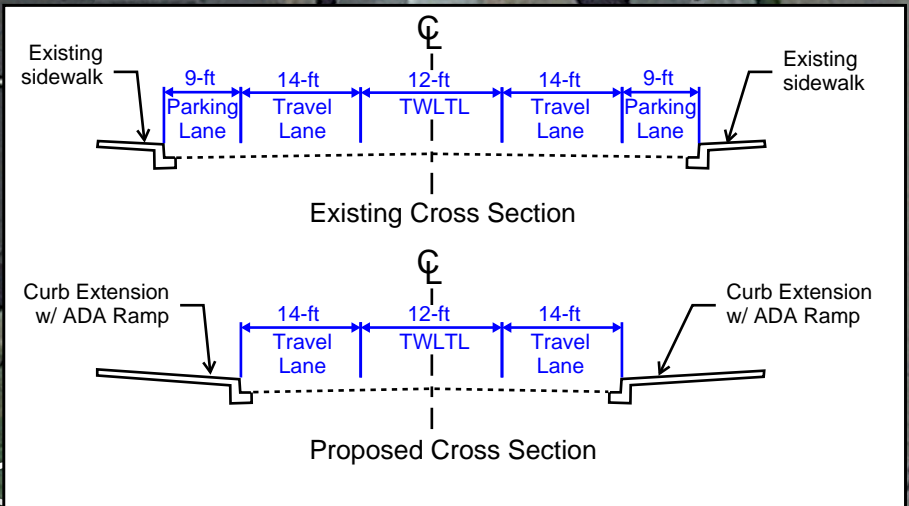 ℄
Existing
sidewalk
Existing
sidewalk
9-ft 14-ft 12-ft 14-ft 9-ft
Parking Travel TWLTL Travel Parking
Lane Lane Lane Lane
Existing Cross Section
℄
Curb Extension
w/ ADA Ramp
Curb Extension
w/ ADA Ramp
14-ft 12-ft 14-ft
Travel TWLTL Travel
Lane Lane
Proposed Cross Section